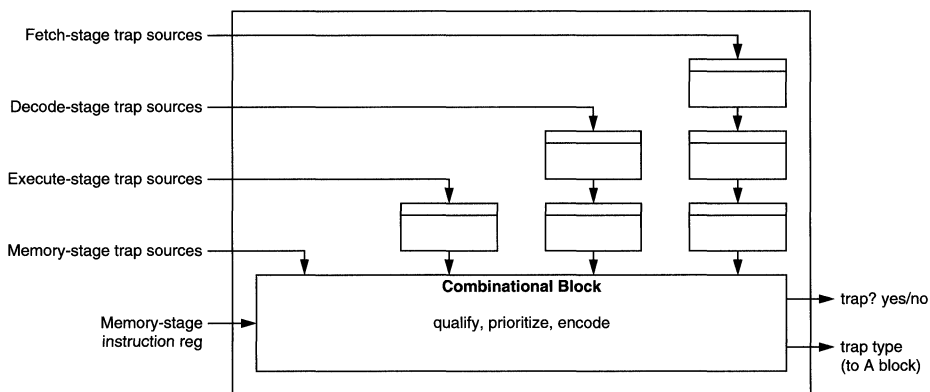 Fetch-stage trap sources
Decode-stage trap sources
Execute-stage trap sources
Memory-stage trap sources
Combinational Block
qualify, prioritize, encode
Memory-stage
instruction reg
trap? yes/no
trap type
(to A block)